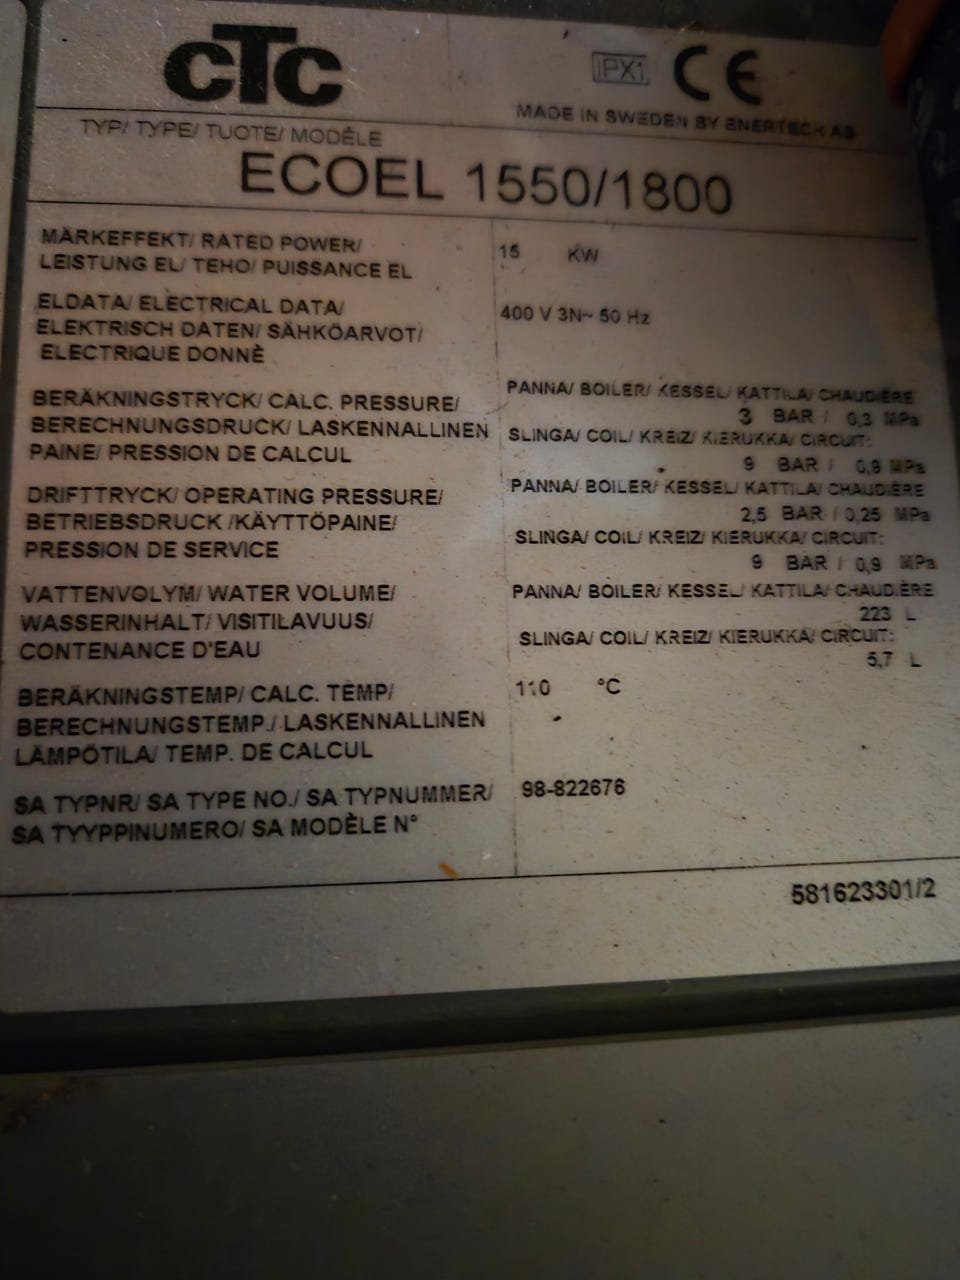 CTC
IPX1 CE
MADE IN SWEDEN BY ENERTECH AB
TYP/ TYPE/ TUOTE/ MODÈLE
ECOEL 1550/1800
MÄRKEFFEKT/ RATED POWER/
LEISTUNG EL/ TEHO/ PUISSANCE EL
15 KW
ELDATA/ ELECTRICAL DATA/
ELEKTRISCH DATEN/ SÄHKÖARVOT/
ELECTRIQUE DONNÈ
400 V 3N~ 50 Hz
BERÄKNINGSTRYCK/ CALC. PRESSURE/
BERECHNUNGSDRUCK/ LASKENNALLINEN
PAINE/ PRESSION DE CALCUL
PANNA/ BOILER/ KESSEL/ KATTILA/ CHAUDIÈRE
3 BAR / 0,3 MPa
SLINGA/ COIL/ KREIZ/ KIERUKKA/ CIRCUIT:
9 BAR / 0,9 MPa
DRIFTTRYCK/ OPERATING PRESSURE/
BETRIEBSDRUCK /KÄYTTÖPAINE/
PRESSION DE SERVICE
PANNA/ BOILER/ KESSEL/ KATTILA/ CHAUDIÈRE
2,5 BAR / 0,25 MPa
SLINGA/ COIL/ KREIZ/ KIERUKKA/ CIRCUIT:
9 BAR / 0,9 MPa
VATTENVOLYM/ WATER VOLUME/
WASSERINHALT/ VISITILAVUUS/
CONTENANCE D'EAU
PANNA/ BOILER/ KESSEL/ KATTILA/ CHAUDIÈRE
223 L
SLINGA/ COIL/ KREIZ/ KIERUKKA/ CIRCUIT:
5,7 L
BERÄKNINGSTEMP/ CALC. TEMP/
BERECHNUNGSTEMP./ LASKENNALLINEN
LÄMPÖTILA/ TEMP. DE CALCUL
110 °C
SA TYPNR/ SA TYPE NO./ SA TYPNUMMER/
SA TYYPPINUMERO/ SA MODÈLE N°
98-822676
581623301/2